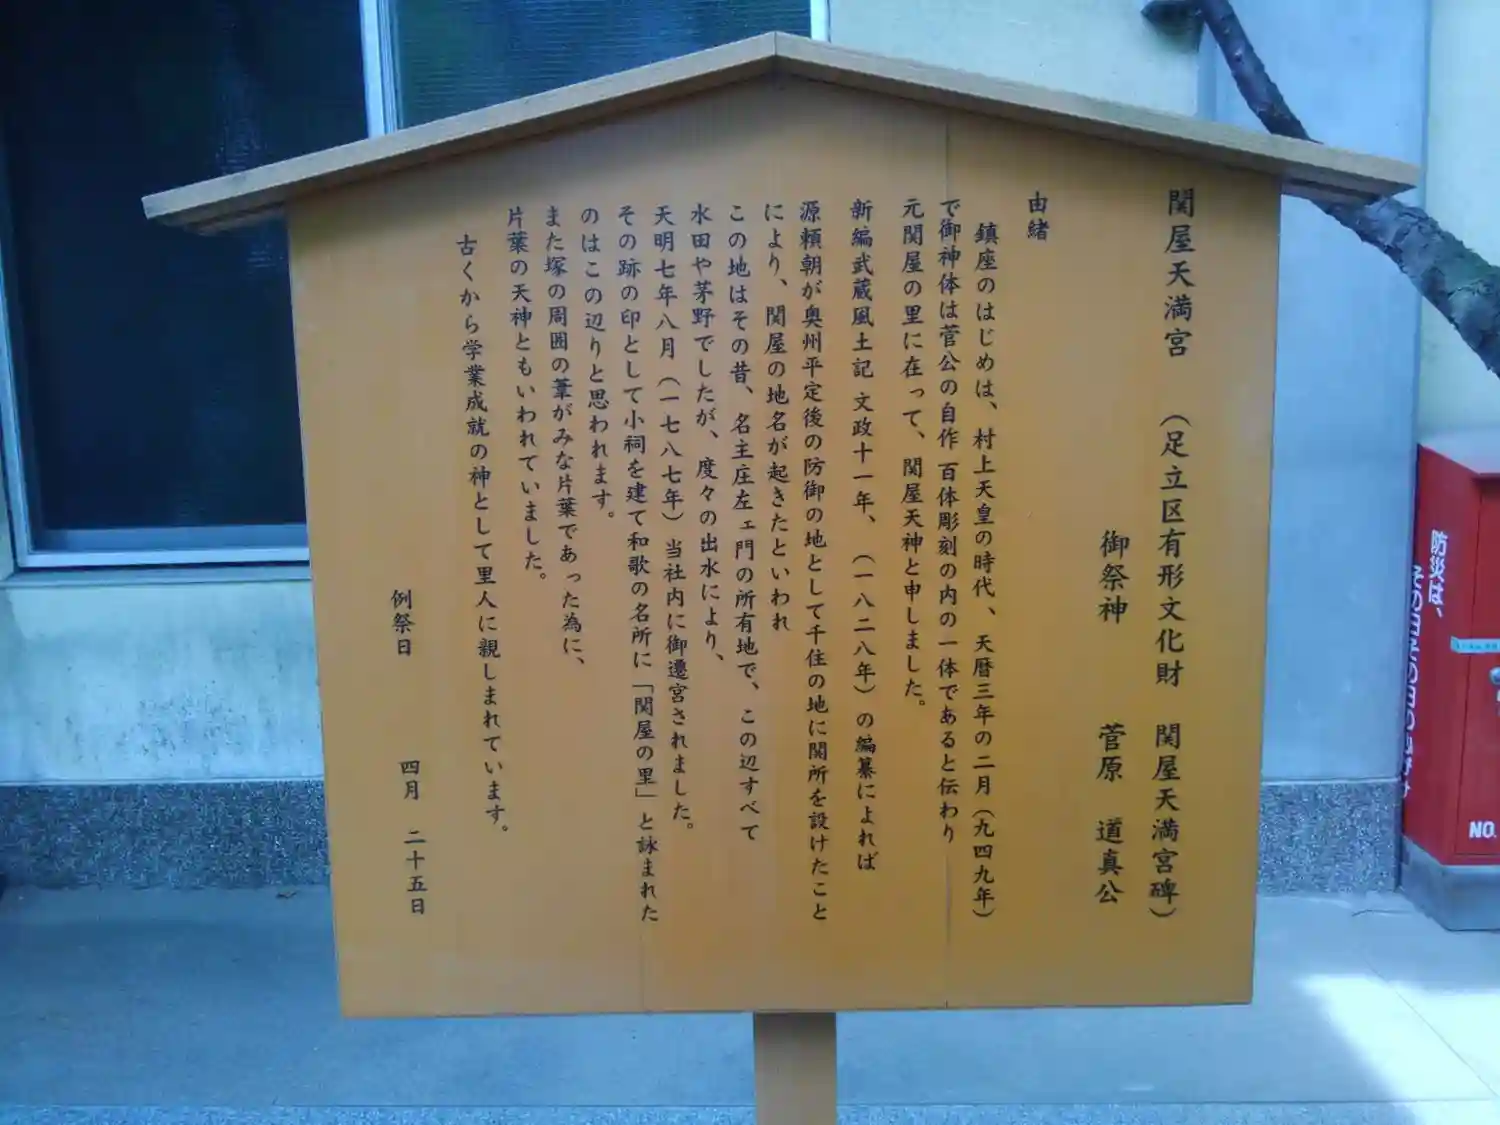 関屋天満宮　（足立区有形文化財　関屋天満宮碑）
御祭神　菅原　道真公
由緒
鎮座のはじめは、村上天皇の時代、天暦三年の二月（九四九年）
で御神体は菅公の自作 百体彫刻の内の一体であると伝わり
元関屋の里に在って、関屋天神と申しました。
新編武蔵風土記 文政十一年、（一八二八年）の編纂によれば
源頼朝が奥州平定後の防御の地として千住の地に関所を設けたこと
により、関屋の地名が起きたといわれ
この地はその昔、名主庄左ェ門の所有地で、この辺すべて
水田や茅野でしたが、度々の出水により、
天明七年八月（一七八七年）当社内に御遷宮されました。
その跡の印として小祠を建て和歌の名所に「関屋の里」と詠まれた
のはこの辺りと思われます。
また塚の周囲の葦がみな片葉であった為に、
片葉の天神ともいわれていました。
古くから学業成就の神として里人に親しまれています。
例祭日　四月　二十五日
防災は、
NO.